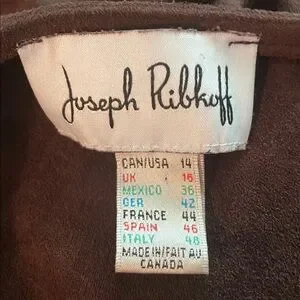 Joseph Ribkoff
CAN/USA 14
UK 16
MEXICO 36
GER 42
FRANCE 44
SPAIN 46
ITALY 48
MADE IN/FAIT AU
CANADA